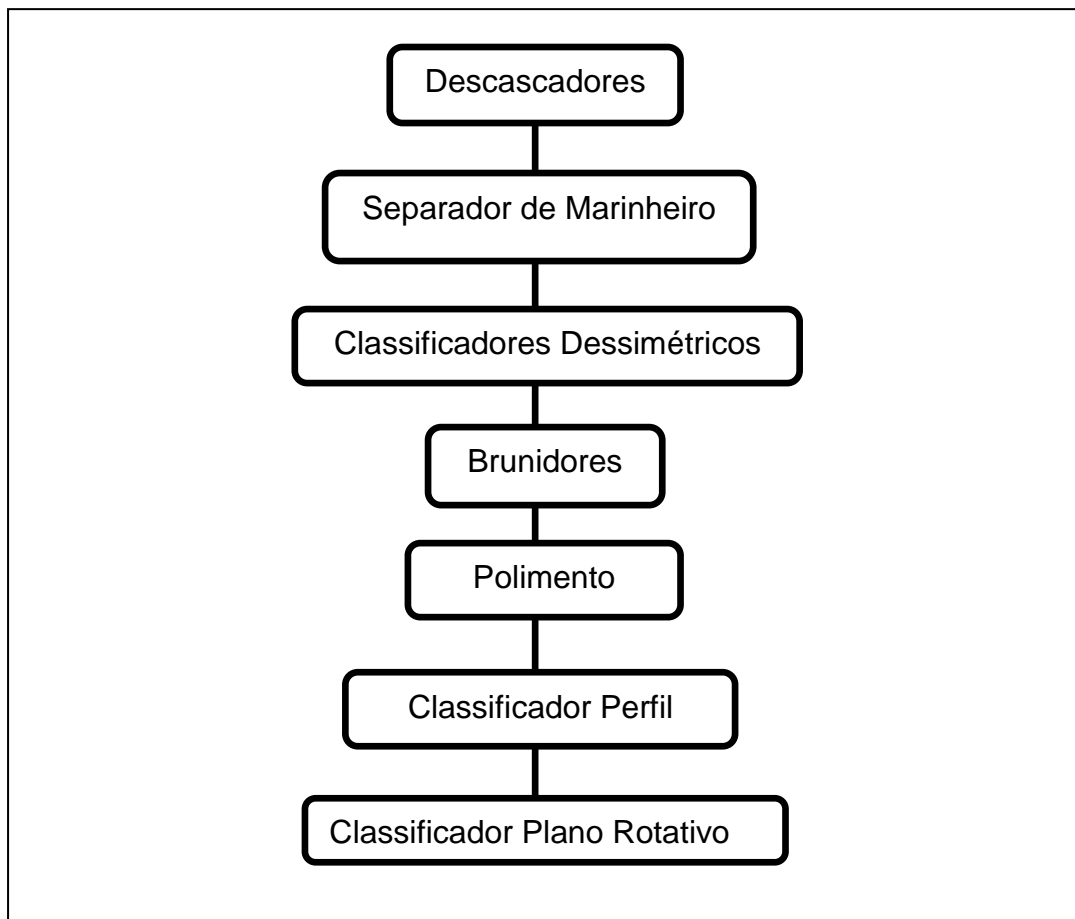 Descascadores
Separador de Marinheiro
Classificadores Dessimétricos
Brunidores
Polimento
Classificador Perfil
Classificador Plano Rotativo